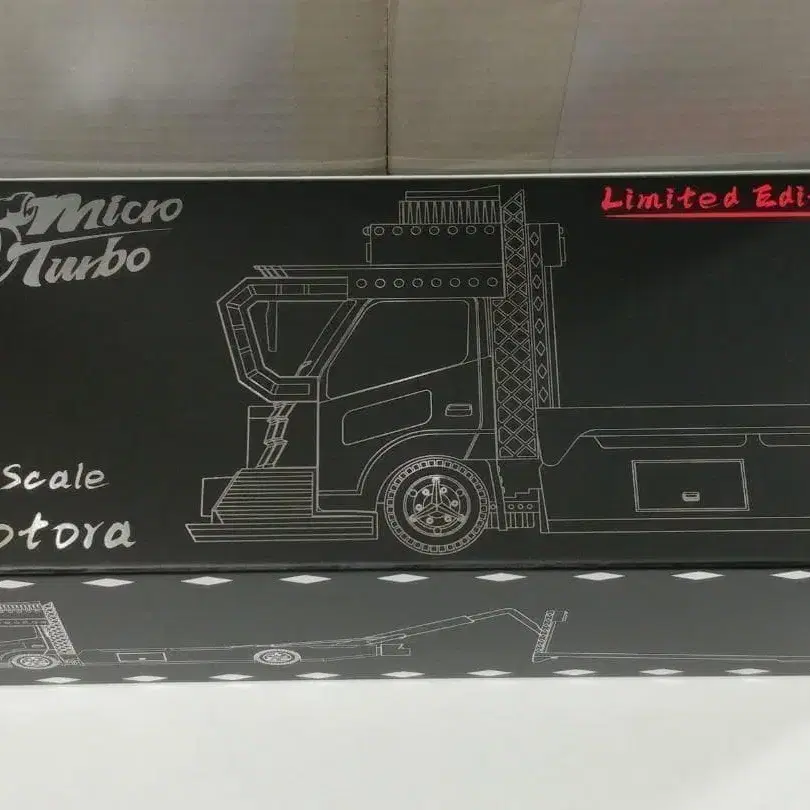 Micro
Turbo
Limited Edi
Scale
otora